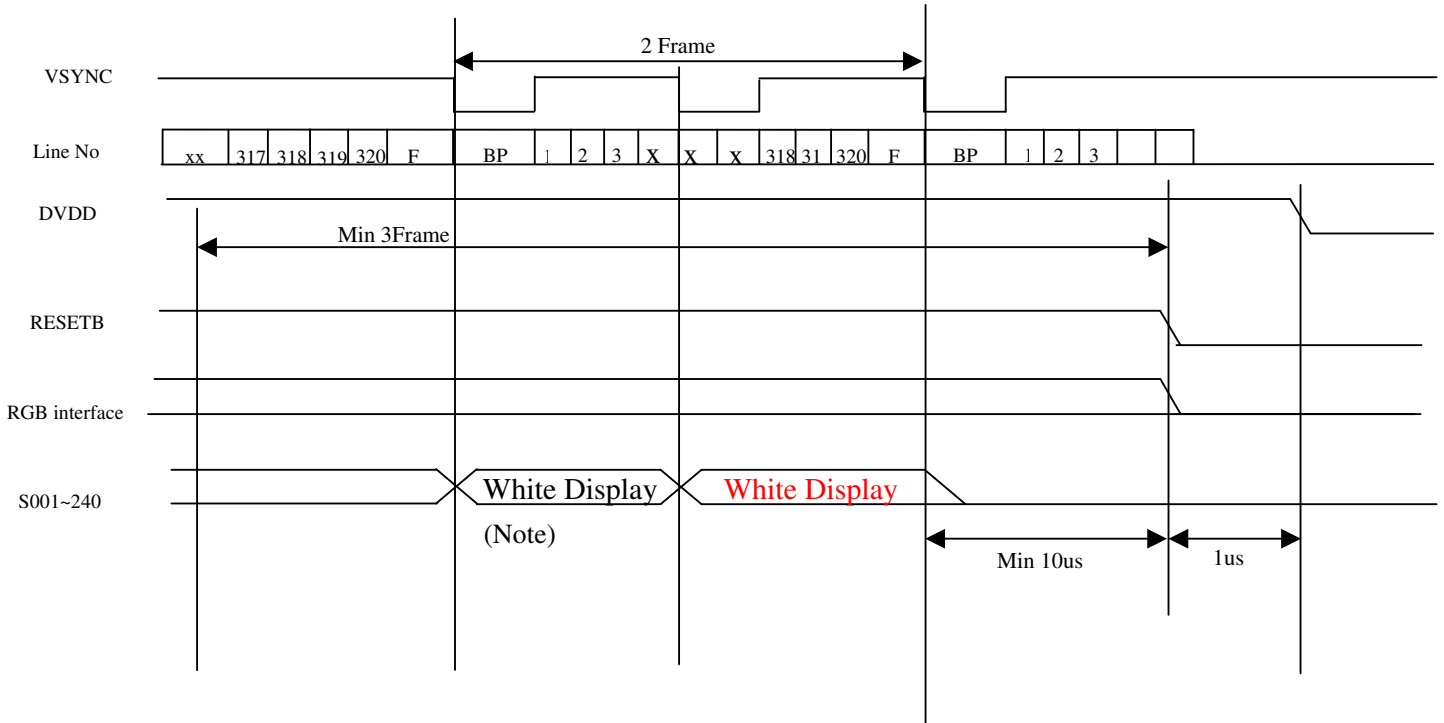 2 Frame
VSYNC
Line No xx 317 318 319 320 F BP 1 2 3 X X X 318 31 320 F BP 1 2 3
DVDD
Min 3Frame
RESETB
RGB interface
S001~240 White Display White Display
(Note)
Min 10us 1us